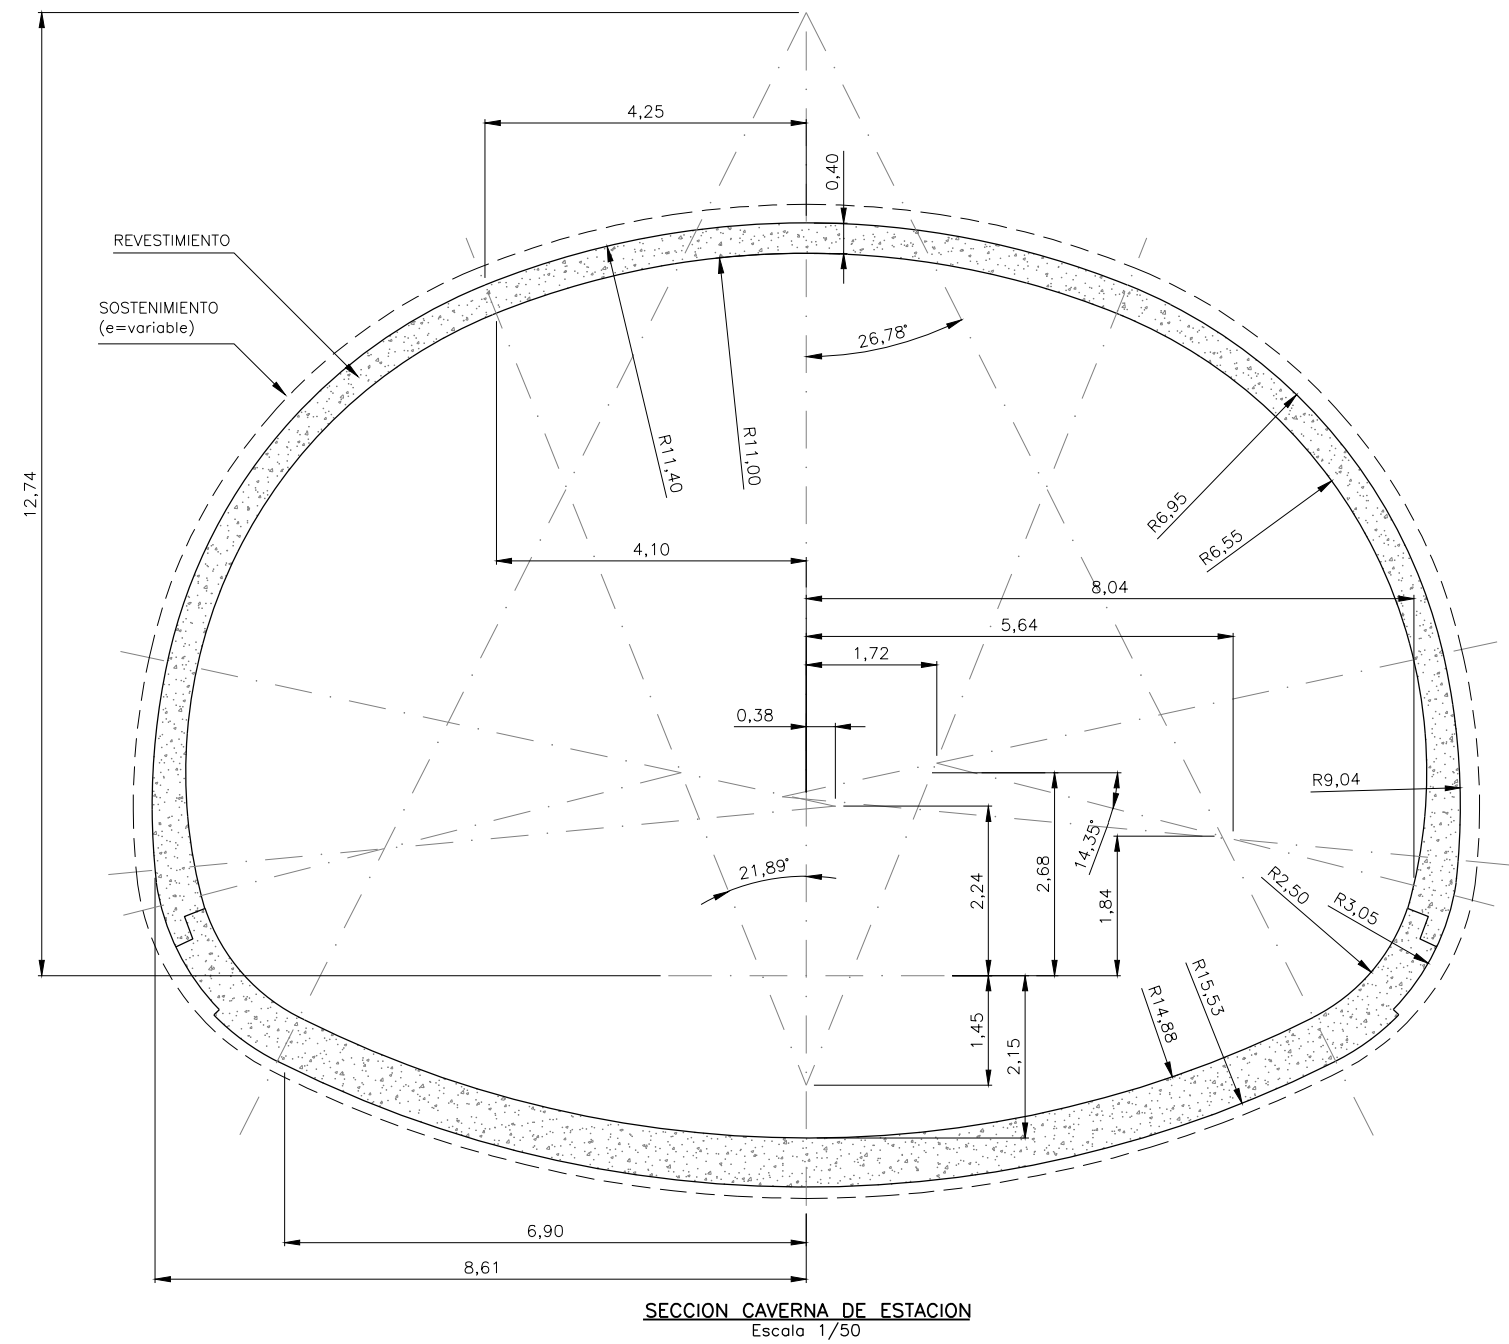 4,25
0,40
REVESTIMIENTO
SOSTENIMIENTO
(e=variable)
26,78°
R11,40
R11,00
12,74
R6,95
R6,55
4,10
8,04
5,64
1,72
0,38
R9,04
14,35°
21,89°
2,24
2,68
1,84
R2,50
R3,05
R15,53
R14,88
1,45
2,15
6,90
8,61
SECCION CAVERNA DE ESTACION
Escala 1/50